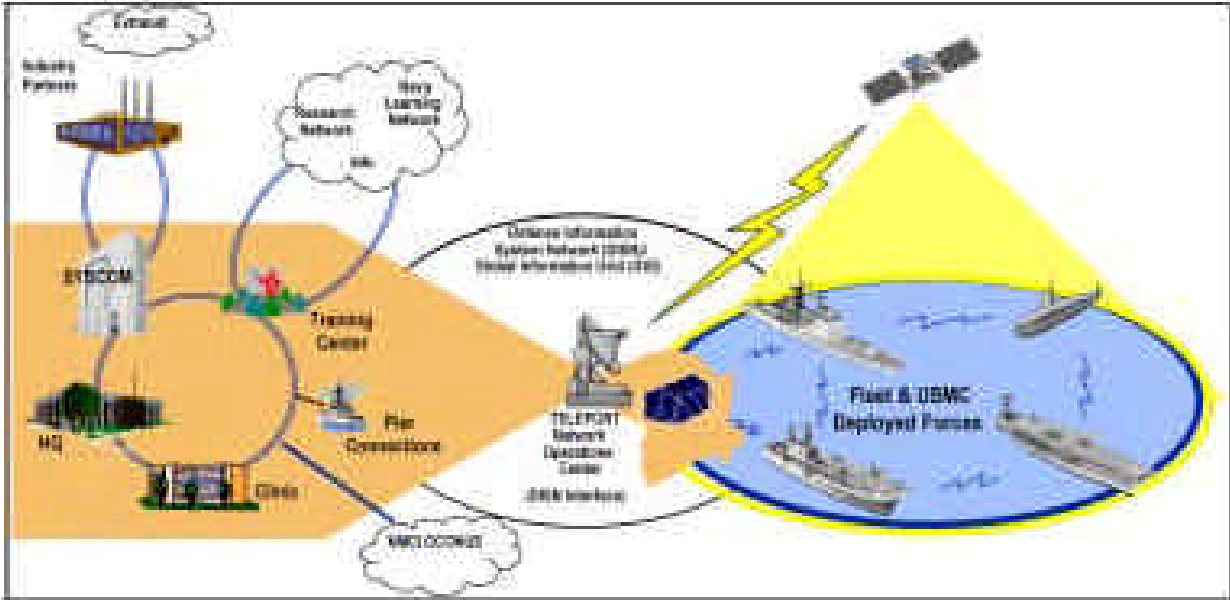 Extranet
Industry
Partners
Research
Network
Navy
Learning
Network
SYSCOM
Training
Center
HQ
Pier
Connections
Clinic
Defense Information
System Network (DISN)/
Global Information Grid (GIG)
TELEPORT
Network
Operations
Center
(DISN Interface)
Fleet & USMC
Deployed Forces